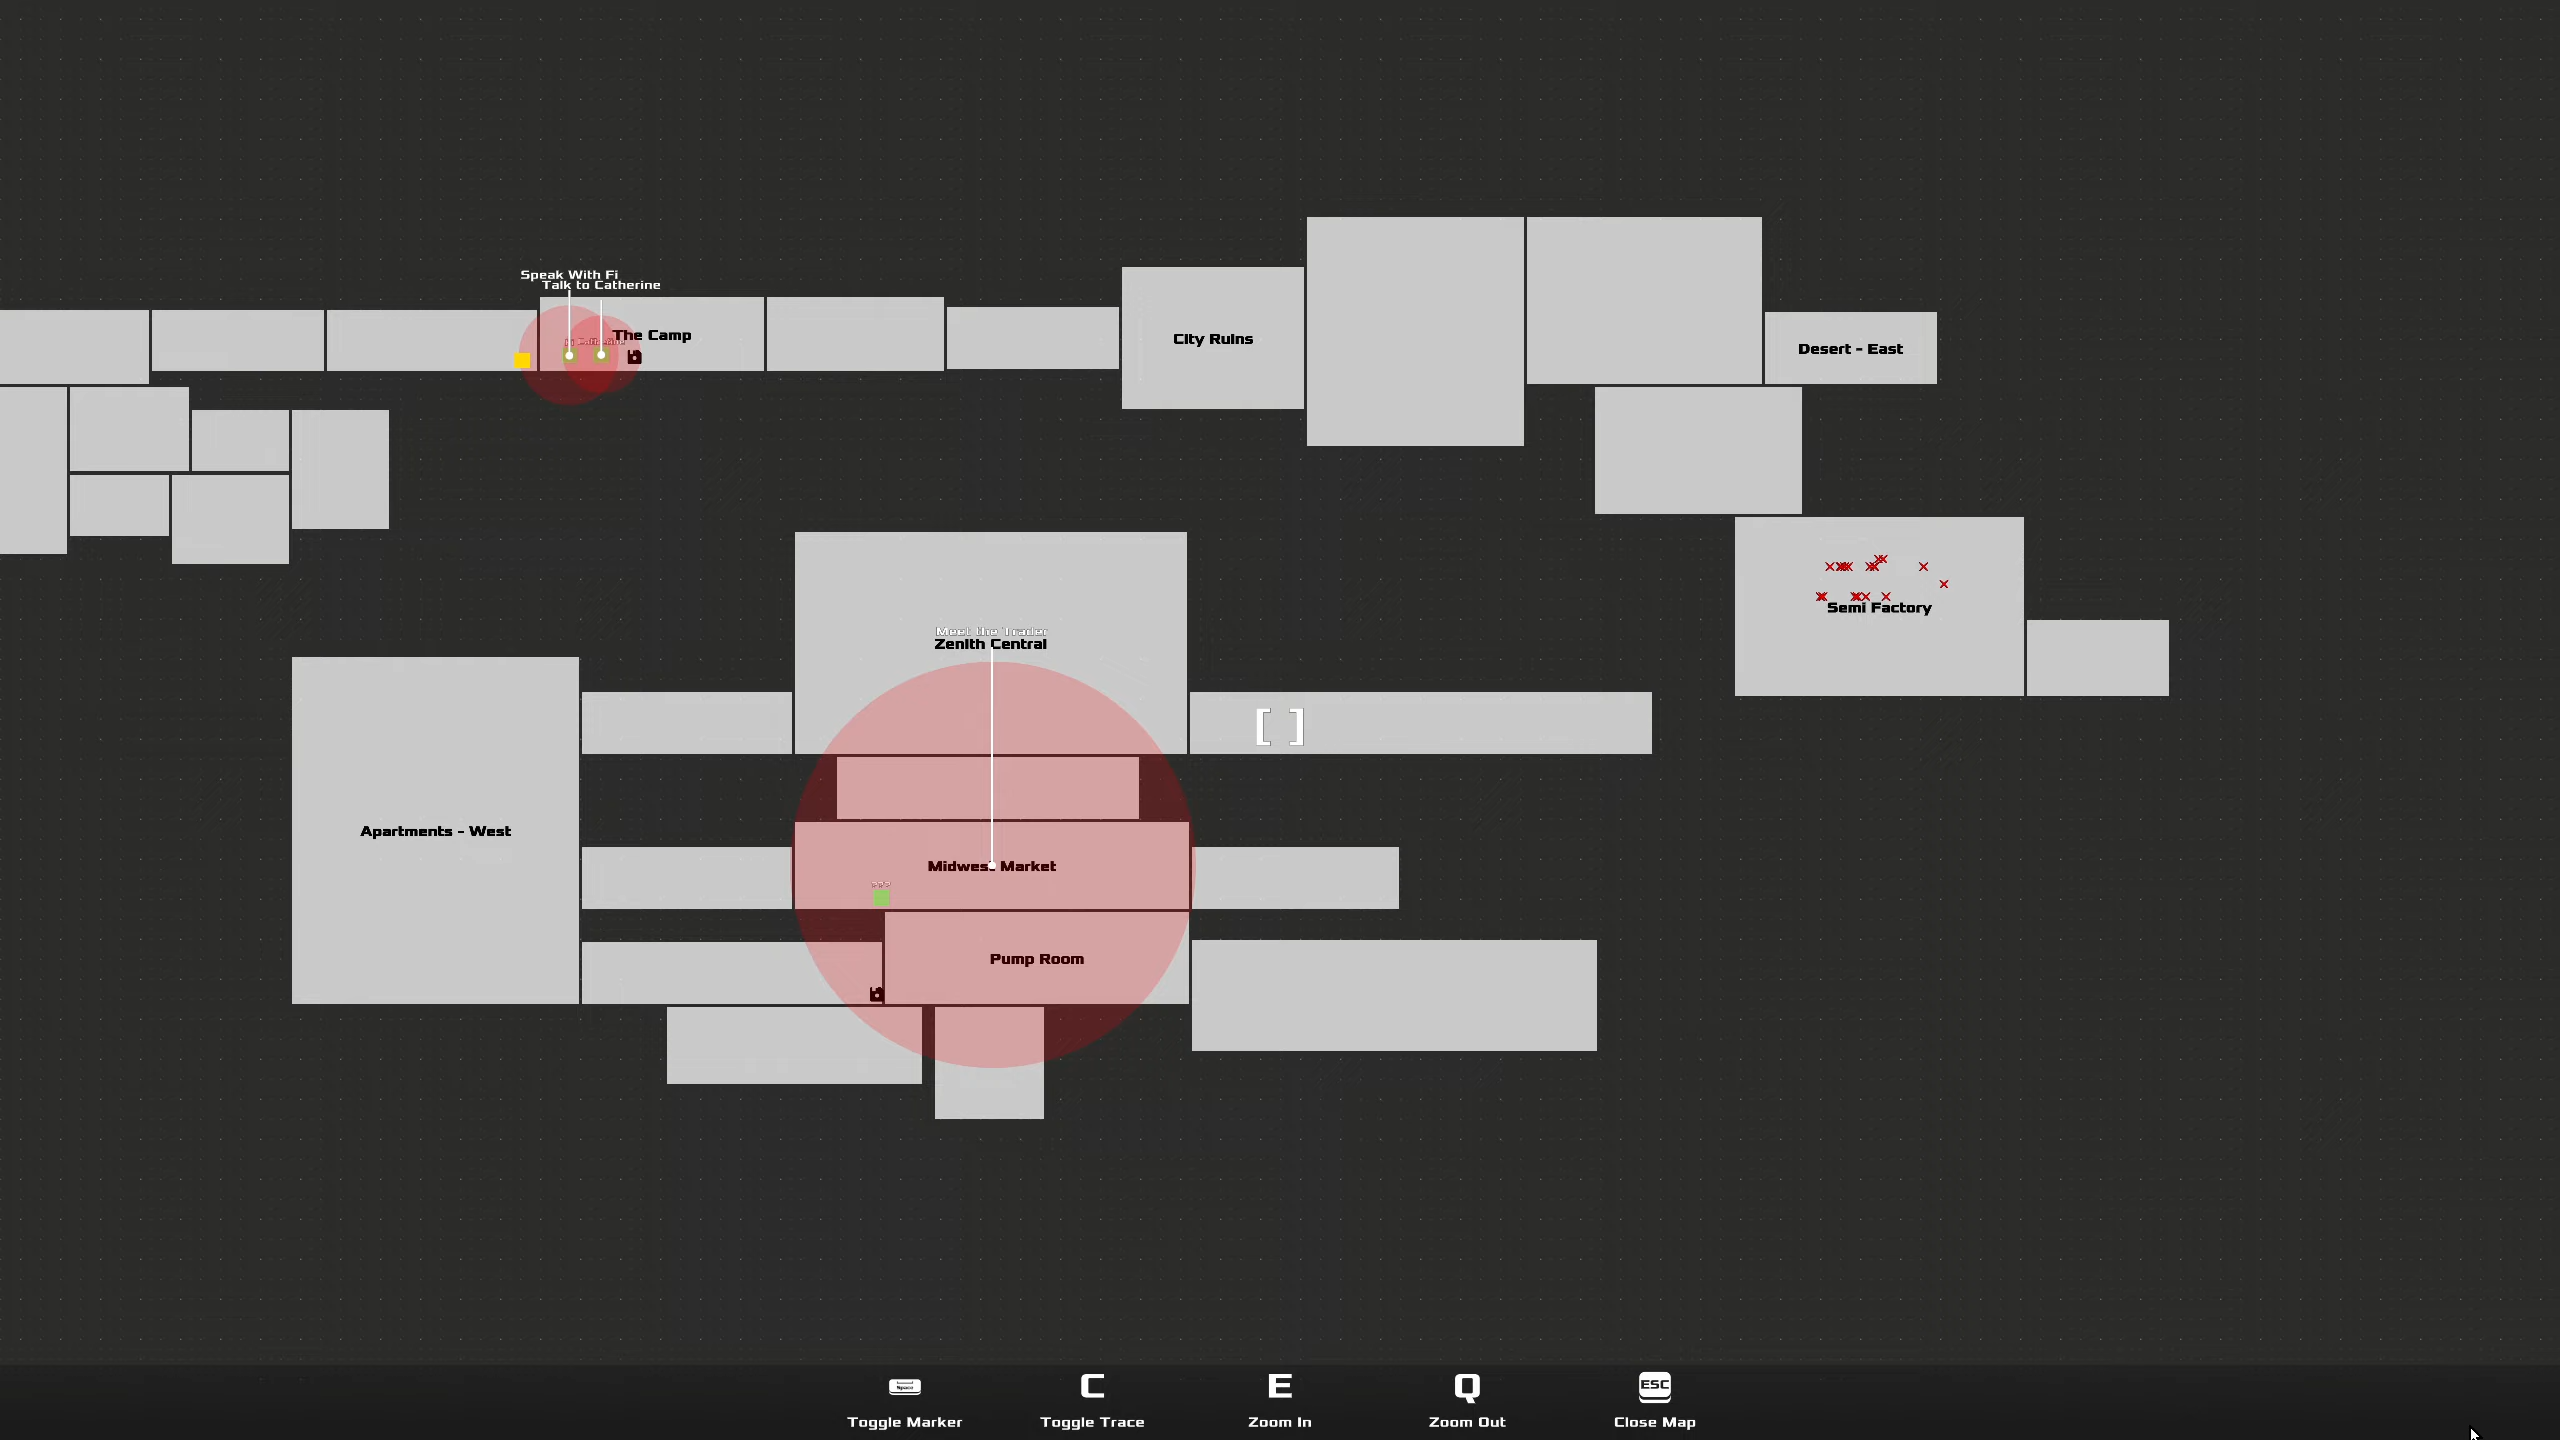 Speak With Fi
Talk to Catherine
The Camp
City Ruins
Desert - East
Semi Factory
Meet the Trader
Zenith Central
[ ]
Apartments - West
Midwest Market
???
Pump Room
Space
C
E
Q
ESC
Toggle Marker
Toggle Trace
Zoom In
Zoom Out
Close Map